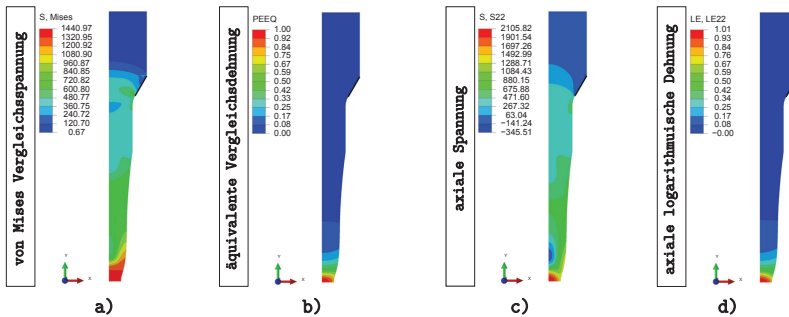 von Mises Vergleichsspannung
S, Mises
1440.97
1320.95
1200.92
1080.90
960.87
840.85
720.82
600.80
480.77
360.75
240.72
120.70
0.67
Y
X
a)
äquivalente Vergleichsdehnung
PEEQ
1.00
0.92
0.84
0.75
0.67
0.59
0.50
0.42
0.33
0.25
0.17
0.08
0.00
Y
X
b)
axiale Spannung
S, S22
2105.82
1901.54
1697.26
1492.99
1288.71
1084.43
880.15
675.88
471.60
267.32
63.04
−141.24
−345.51
Y
X
c)
axiale logarithmuische Dehnung
LE, LE22
1.01
0.93
0.84
0.76
0.67
0.59
0.51
0.42
0.34
0.25
0.17
0.08
−0.00
Y
X
d)